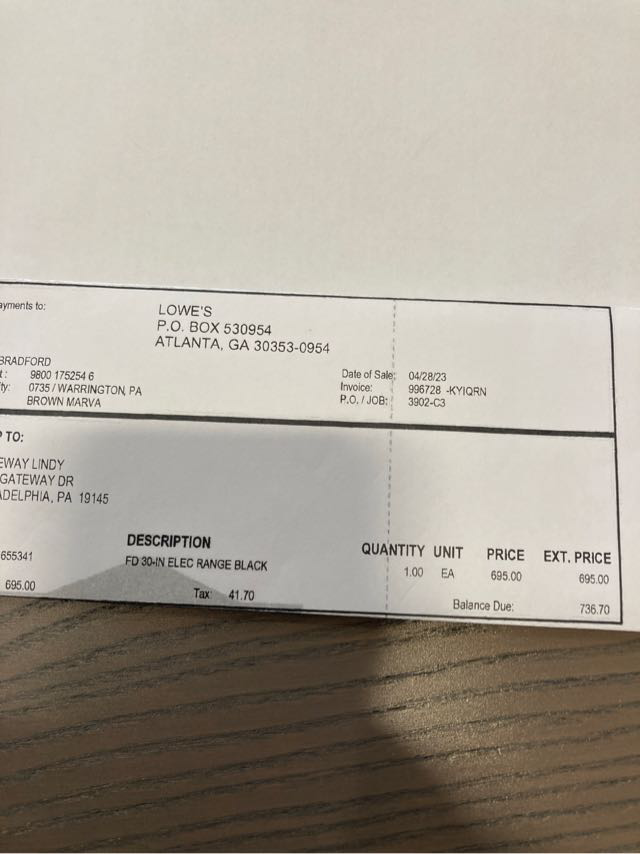 ayments to:
LOWE'S
P.O. BOX 530954
ATLANTA, GA 30353-0954
BRADFORD
t: 9800 175254 6
ty: 0735 / WARRINGTON, PA
BROWN MARVA
Date of Sale: 04/28/23
Invoice: 996728 -KYIQRN
P.O. / JOB: 3902-C3
P TO:
EWAY LINDY
GATEWAY DR
ADELPHIA, PA 19145
DESCRIPTION QUANTITY UNIT PRICE EXT. PRICE
655341 FD 30-IN ELEC RANGE BLACK 1.00 EA 695.00 695.00
695.00 Tax: 41.70 Balance Due: 736.70